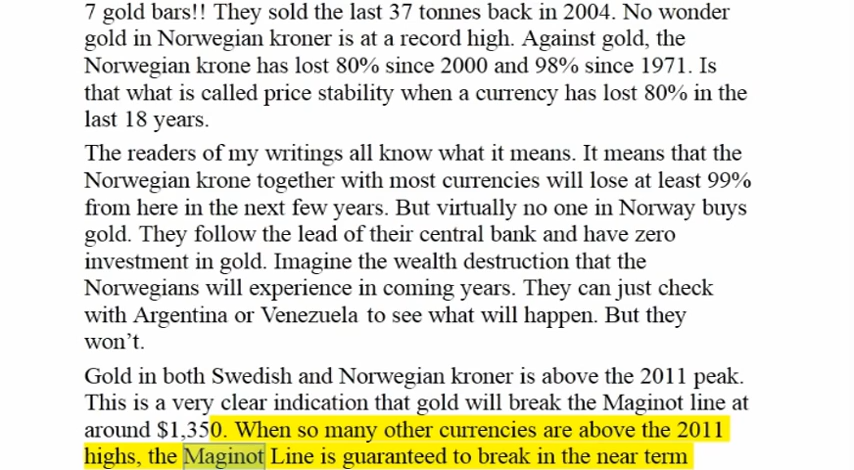 7 gold bars!! They sold the last 37 tonnes back in 2004. No wonder
gold in Norwegian kroner is at a record high. Against gold, the
Norwegian krone has lost 80% since 2000 and 98% since 1971. Is
that what is called price stability when a currency has lost 80% in the
last 18 years.
The readers of my writings all know what it means. It means that the
Norwegian krone together with most currencies will lose at least 99%
from here in the next few years. But virtually no one in Norway buys
gold. They follow the lead of their central bank and have zero
investment in gold. Imagine the wealth destruction that the
Norwegians will experience in coming years. They can just check
with Argentina or Venezuela to see what will happen. But they
won’t.
Gold in both Swedish and Norwegian kroner is above the 2011 peak.
This is a very clear indication that gold will break the Maginot line at
around $1,350. When so many other currencies are above the 2011
highs, the Maginot Line is guaranteed to break in the near term